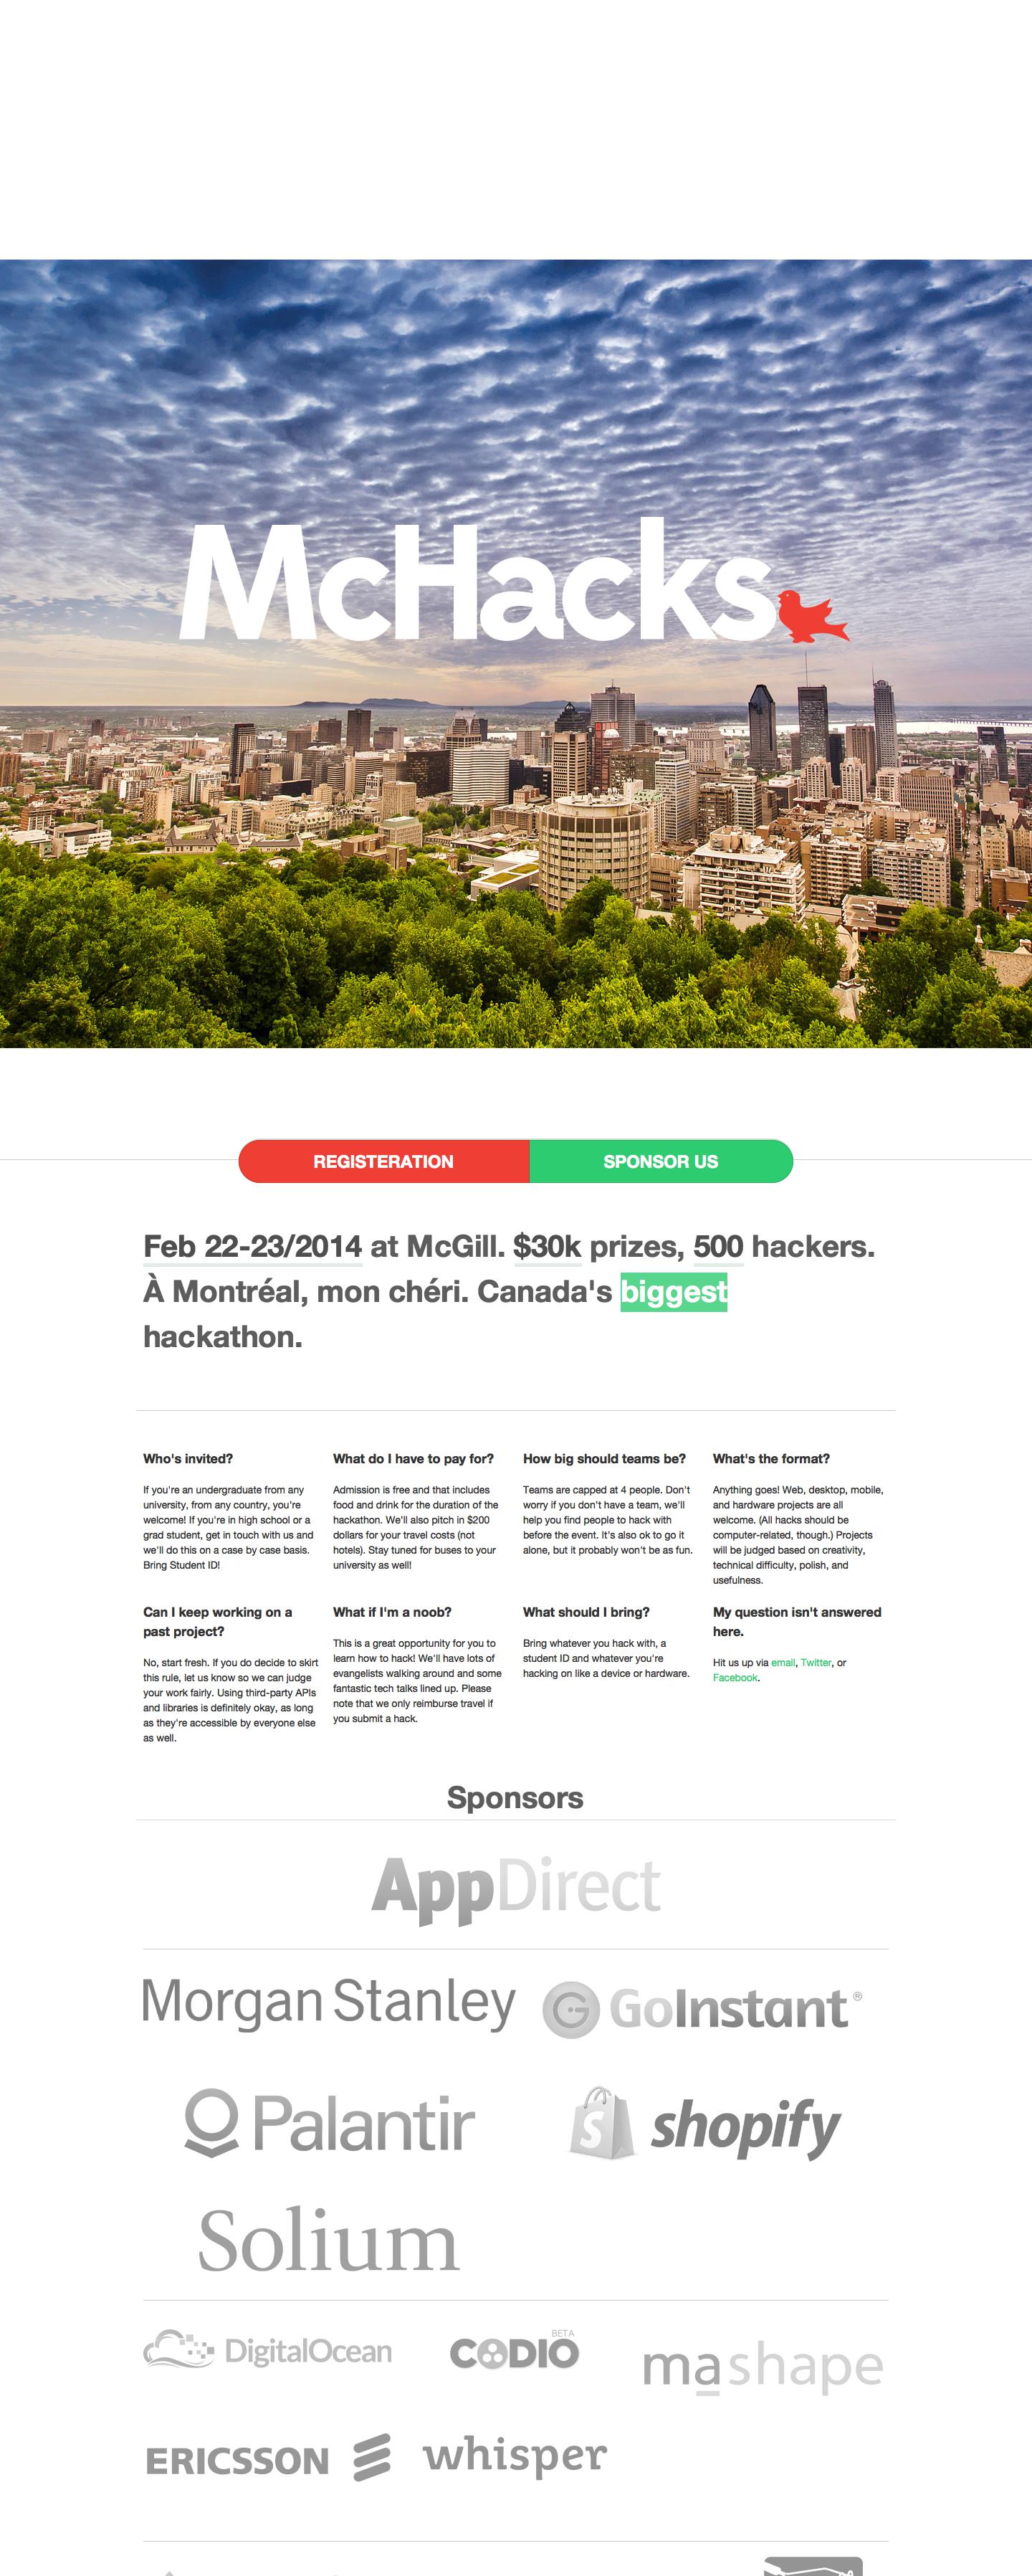 McHacks
REGISTERATION
SPONSOR US
Feb 22-23/2014 at McGill. $30k prizes, 500 hackers.
À Montréal, mon chéri. Canada's biggest
hackathon.
Who's invited?
If you're an undergraduate from any
university, from any country, you're
welcome! If you're in high school or a
grad student, get in touch with us and
we'll do this on a case by case basis.
Bring Student ID!
What do I have to pay for?
Admission is free and that includes
food and drink for the duration of the
hackathon. We'll also pitch in $200
dollars for your travel costs (not
hotels). Stay tuned for buses to your
university as well!
How big should teams be?
Teams are capped at 4 people. Don't
worry if you don't have a team, we'll
help you find people to hack with
before the event. It's also ok to go it
alone, but it probably won't be as fun.
What's the format?
Anything goes! Web, desktop, mobile,
and hardware projects are all
welcome. (All hacks should be
computer-related, though.) Projects
will be judged based on creativity,
technical difficulty, polish, and
usefulness.
Can I keep working on a
past project?
No, start fresh. If you do decide to skirt
this rule, let us know so we can judge
your work fairly. Using third-party APIs
and libraries is definitely okay, as long
as they're accessible by everyone else
as well.
What if I'm a noob?
This is a great opportunity for you to
learn how to hack! We'll have lots of
evangelists walking around and some
fantastic tech talks lined up. Please
note that we only reimburse travel if
you submit a hack.
What should I bring?
Bring whatever you hack with, a
student ID and whatever you're
hacking on like a device or hardware.
My question isn't answered
here.
Hit us up via email, Twitter, or
Facebook.
Sponsors
AppDirect
Morgan Stanley
GoInstant®
Palantir
shopify
Solium
DigitalOcean
CODIO BETA
mashape
ERICSSON
whisper